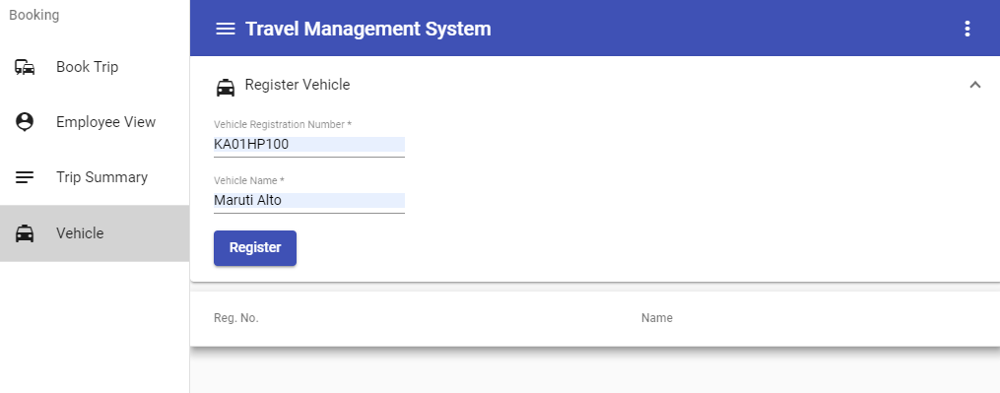 Booking
Book Trip
Employee View
Trip Summary
Vehicle
Travel Management System
Register Vehicle
Vehicle Registration Number *
KA01HP100
Vehicle Name *
Maruti Alto
Register
Reg. No. Name